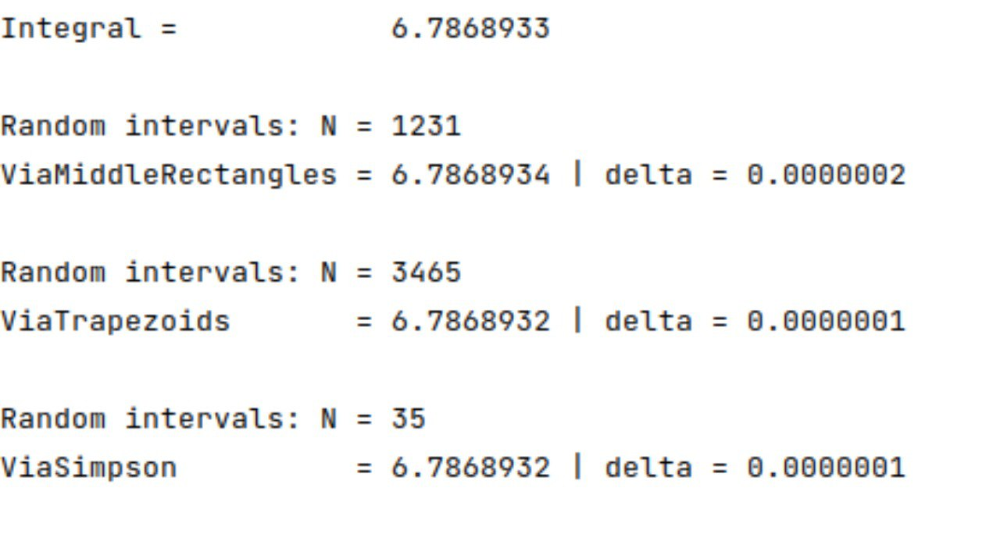 Integral =            6.7868933
Random intervals: N = 1231
ViaMiddleRectangles = 6.7868934 | delta = 0.0000002
Random intervals: N = 3465
ViaTrapezoids       = 6.7868932 | delta = 0.0000001
Random intervals: N = 35
ViaSimpson          = 6.7868932 | delta = 0.0000001